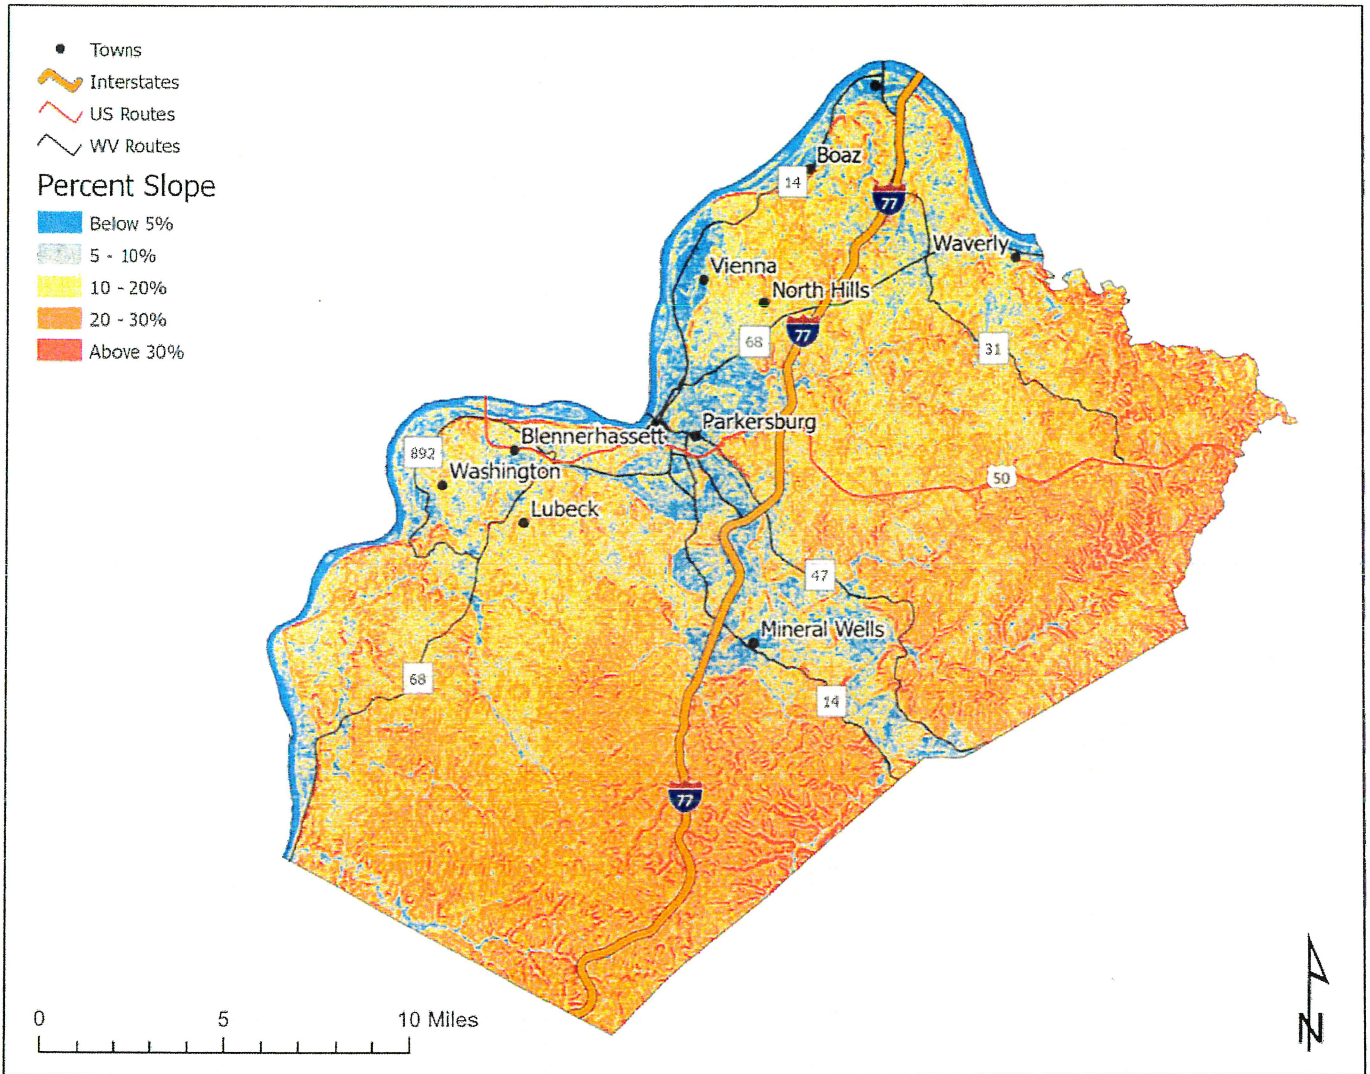 Towns
Interstates
US Routes
WV Routes
Percent Slope
Below 5%
5 - 10%
10 - 20%
20 - 30%
Above 30%
Boaz
14
77
Waverly
Vienna
North Hills
77
68
31
Parkersburg
Blennerhassett
892
Washington
50
Lubeck
47
Mineral Wells
68
14
77
0 5 10 Miles
N